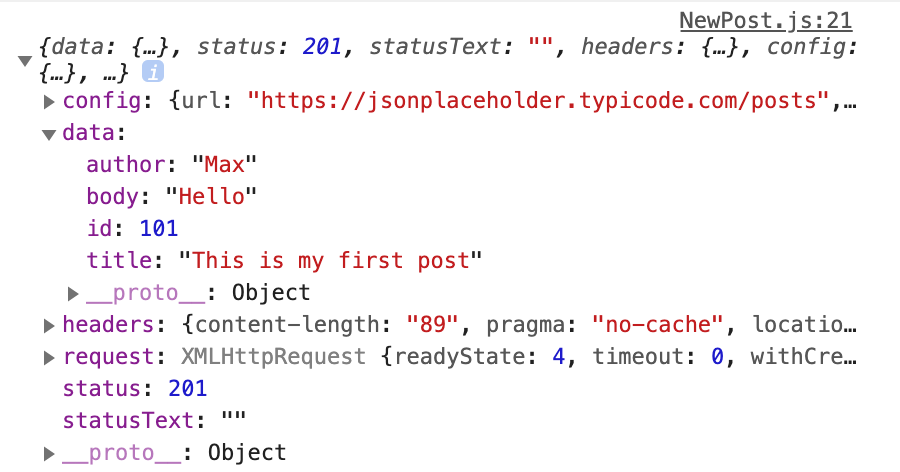 NewPost.js:21
{data: {…}, status: 201, statusText: "", headers: {…}, config:
{…}, …} i
config: {url: "https://jsonplaceholder.typicode.com/posts",…
data:
author: "Max"
body: "Hello"
id: 101
title: "This is my first post"
__proto__: Object
headers: {content-length: "89", pragma: "no-cache", locatio…
request: XMLHttpRequest {readyState: 4, timeout: 0, withCre…
status: 201
statusText: ""
__proto__: Object